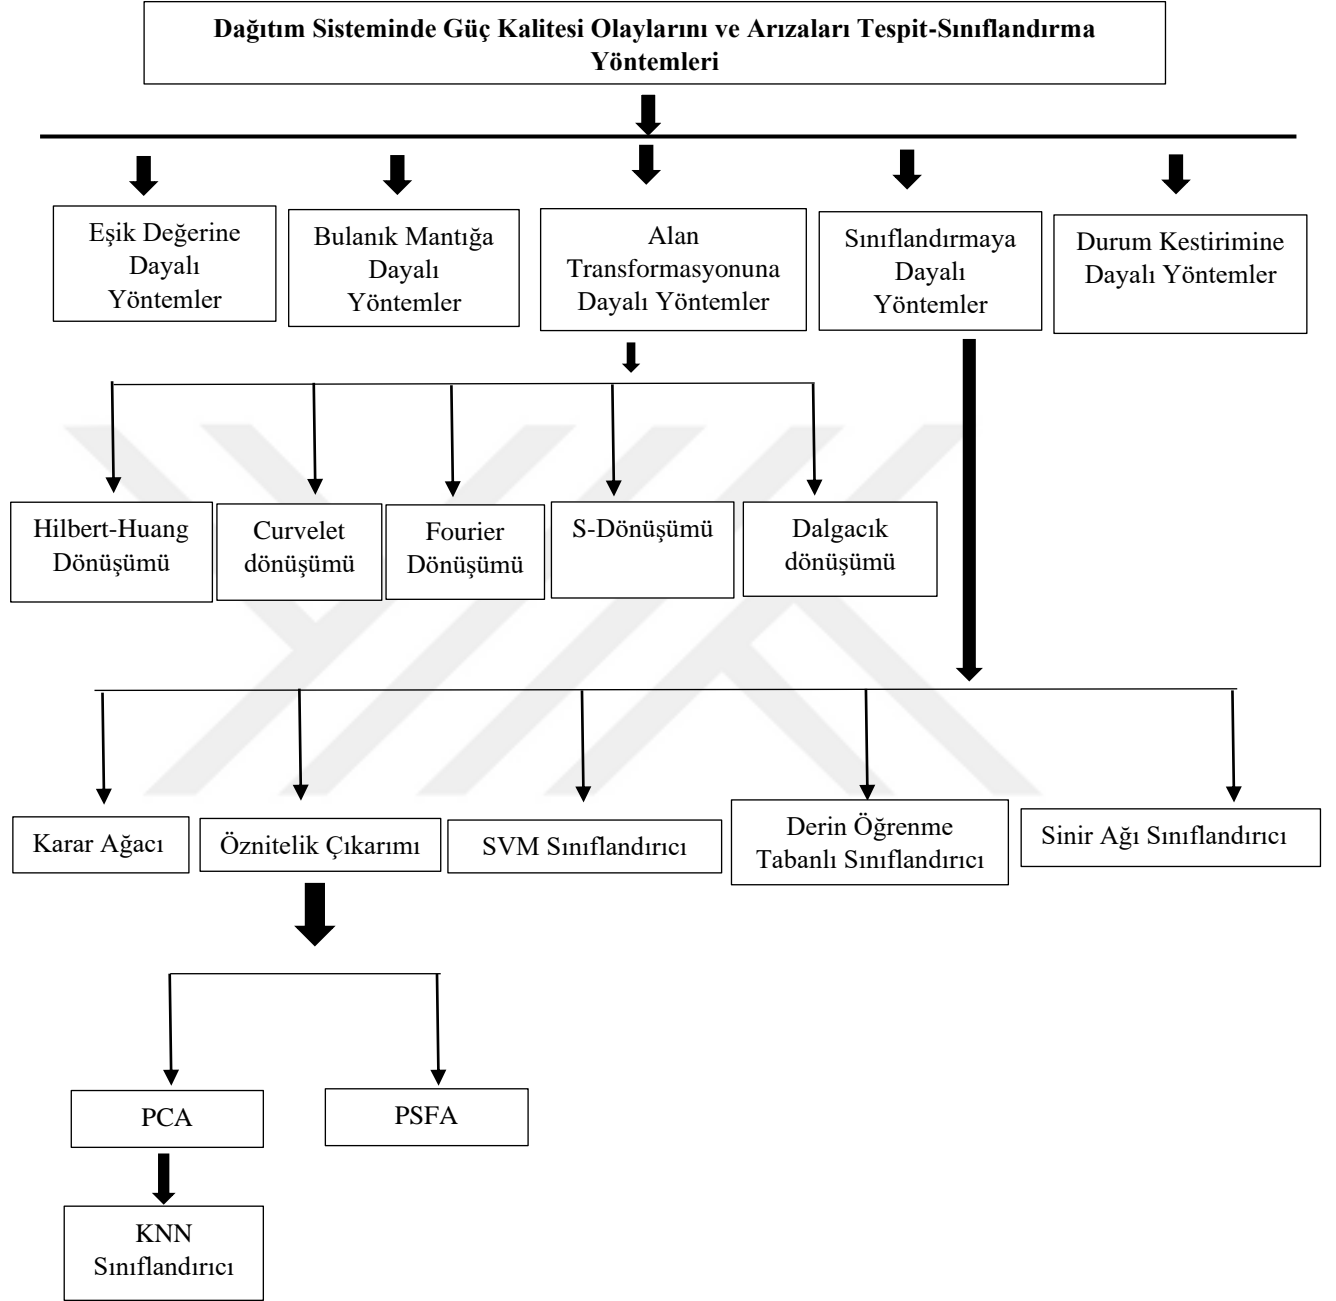 Dağıtım Sisteminde Güç Kalitesi Olaylarını ve Arızaları Tespit-Sınıflandırma
Yöntemleri
Eşik Değerine
Dayalı
Yöntemler
Bulanık Mantığa
Dayalı
Yöntemler
Alan
Transformasyonuna
Dayalı Yöntemler
Sınıflandırmaya
Dayalı
Yöntemler
Durum Kestirimine
Dayalı Yöntemler
Hilbert-Huang
Dönüşümü
Curvelet
dönüşümü
Fourier
Dönüşümü
S-Dönüşümü
Dalgacık
dönüşümü
Karar Ağacı
Öznitelik Çıkarımı
SVM Sınıflandırıcı
Derin Öğrenme
Tabanlı Sınıflandırıcı
Sinir Ağı Sınıflandırıcı
PCA
PSFA
KNN
Sınıflandırıcı